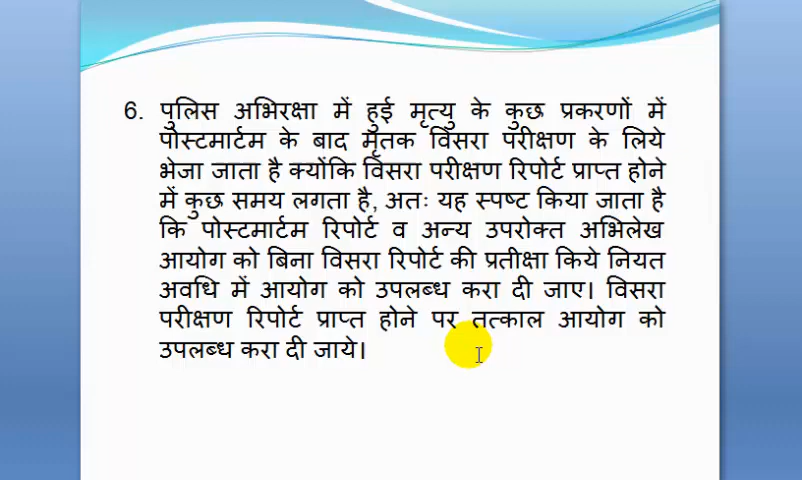 6. पुलिस अभिरक्षा में हुई मृत्यु के कुछ प्रकरणों में
पोस्टमार्टम के बाद मृतक विसरा परीक्षण के लिये
भेजा जाता है क्योंकि विसरा परीक्षण रिपोर्ट प्राप्त होने
में कुछ समय लगता है, अतः यह स्पष्ट किया जाता है
कि पोस्टमार्टम रिपोर्ट व अन्य उपरोक्त अभिलेख
आयोग को बिना विसरा रिपोर्ट की प्रतीक्षा किये नियत
अवधि में आयोग को उपलब्ध करा दी जाए। विसरा
परीक्षण रिपोर्ट प्राप्त होने पर तत्काल आयोग को
उपलब्ध करा दी जाये।